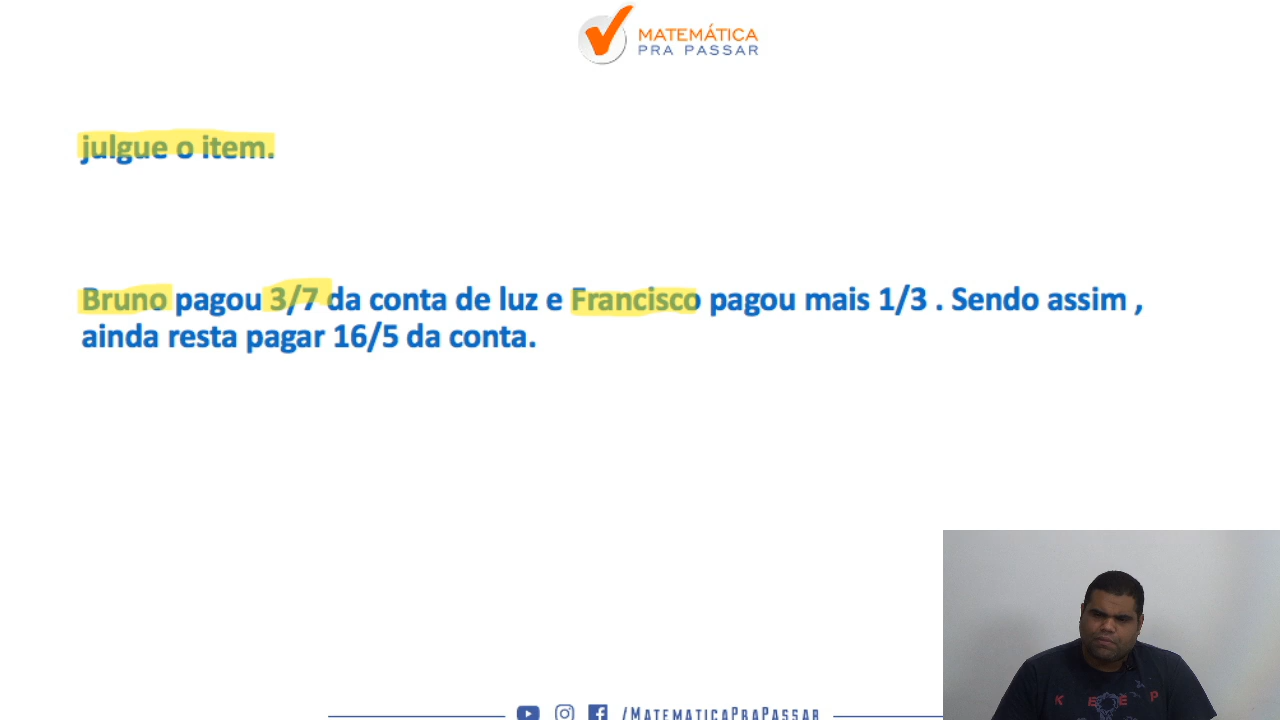 MATEMÁTICA
PRA PASSAR
julgue o item.
Bruno pagou 3/7 da conta de luz e Francisco pagou mais 1/3 . Sendo assim ,
ainda resta pagar 16/5 da conta.
K E E P
/MATEMATICAPRAPASSAR